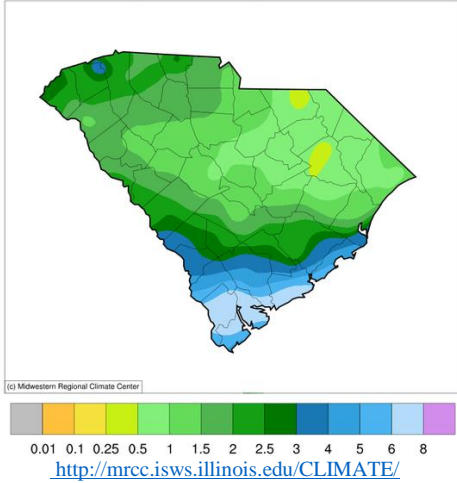 (c) Midwestern Regional Climate Center
0.01 0.1 0.25 0.5 1 1.5 2 2.5 3 4 5 6 8
http://mrcc.isws.illinois.edu/CLIMATE/